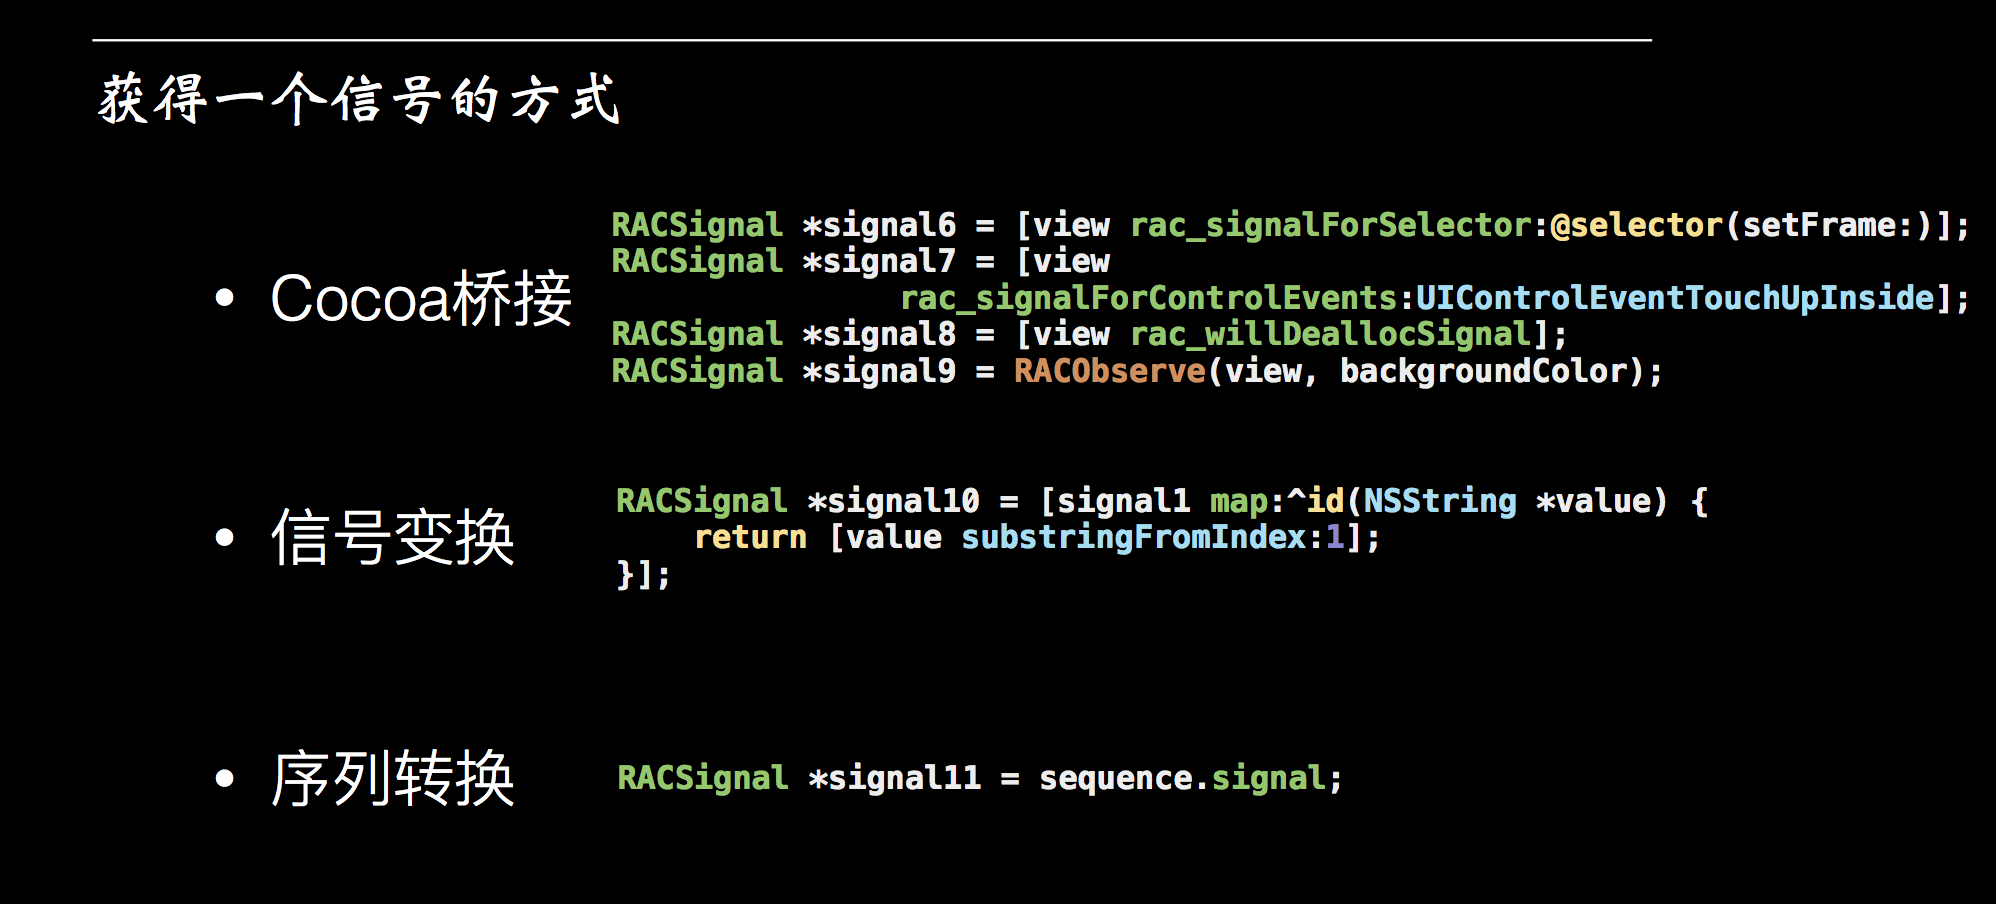 获得一个信号的方式
• Cocoa桥接
RACSignal *signal6 = [view rac_signalForSelector:@selector(setFrame:)];
RACSignal *signal7 = [view
rac_signalForControlEvents:UIControlEventTouchUpInside];
RACSignal *signal8 = [view rac_willDeallocSignal];
RACSignal *signal9 = RACObserve(view, backgroundColor);
• 信号变换
RACSignal *signal10 = [signal1 map:^id(NSString *value) {
return [value substringFromIndex:1];
}];
• 序列转换
RACSignal *signal11 = sequence.signal;